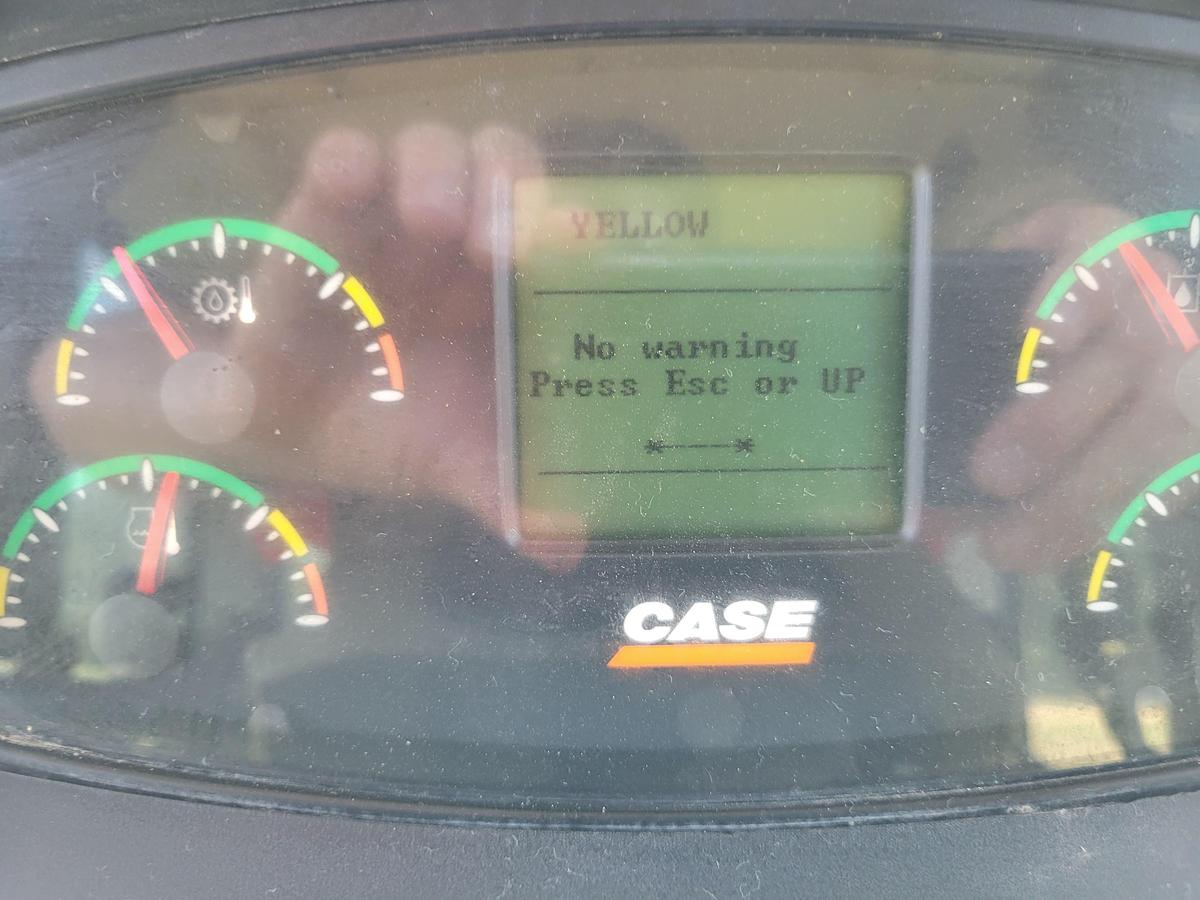 YELLOW
No warning
Press Esc or UP
*----*
CASE